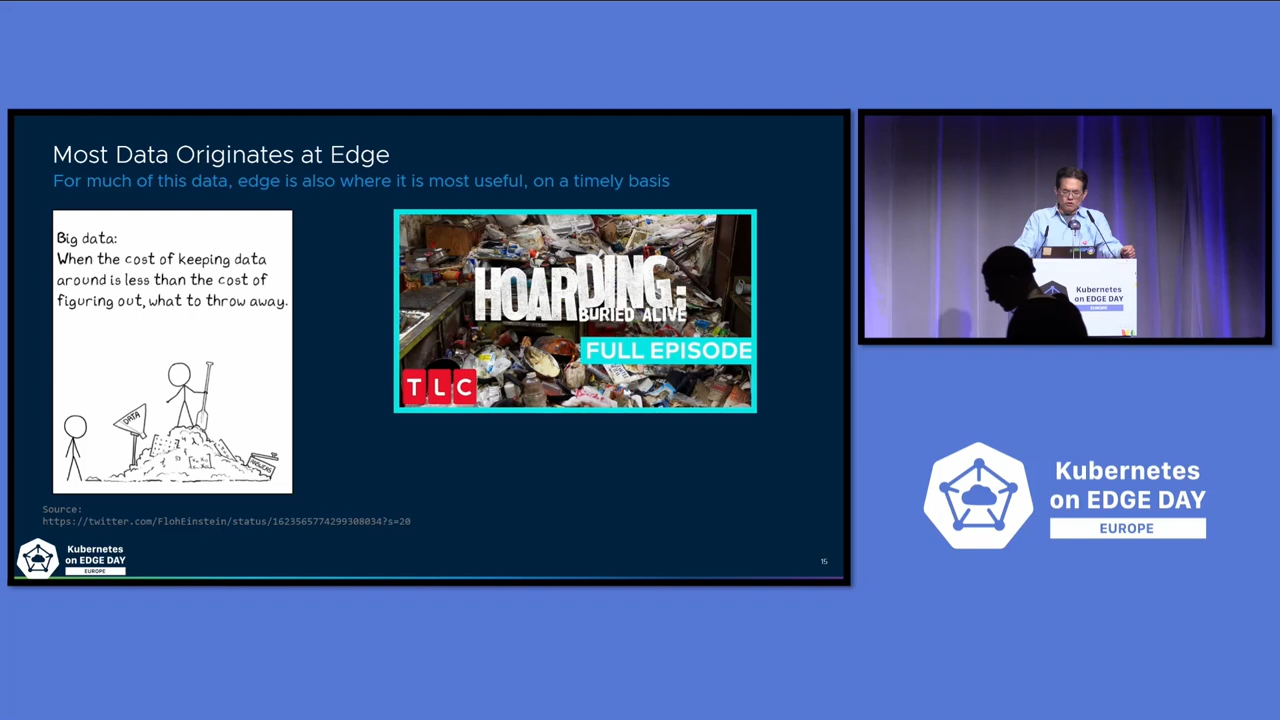 Most Data Originates at Edge
For much of this data, edge is also where it is most useful, on a timely basis
Big data:
When the cost of keeping data
around is less than the cost of
figuring out, what to throw away.
DATA
HOARDING:
BURIED ALIVE
FULL EPISODE
TLC
Source:
https://twitter.com/FlohEinstein/status/1623565774299308034?s=20
Kubernetes
on EDGE DAY
EUROPE
15
Kubernetes
on EDGE DAY
EUROPE
Kubernetes
on EDGE DAY
EUROPE